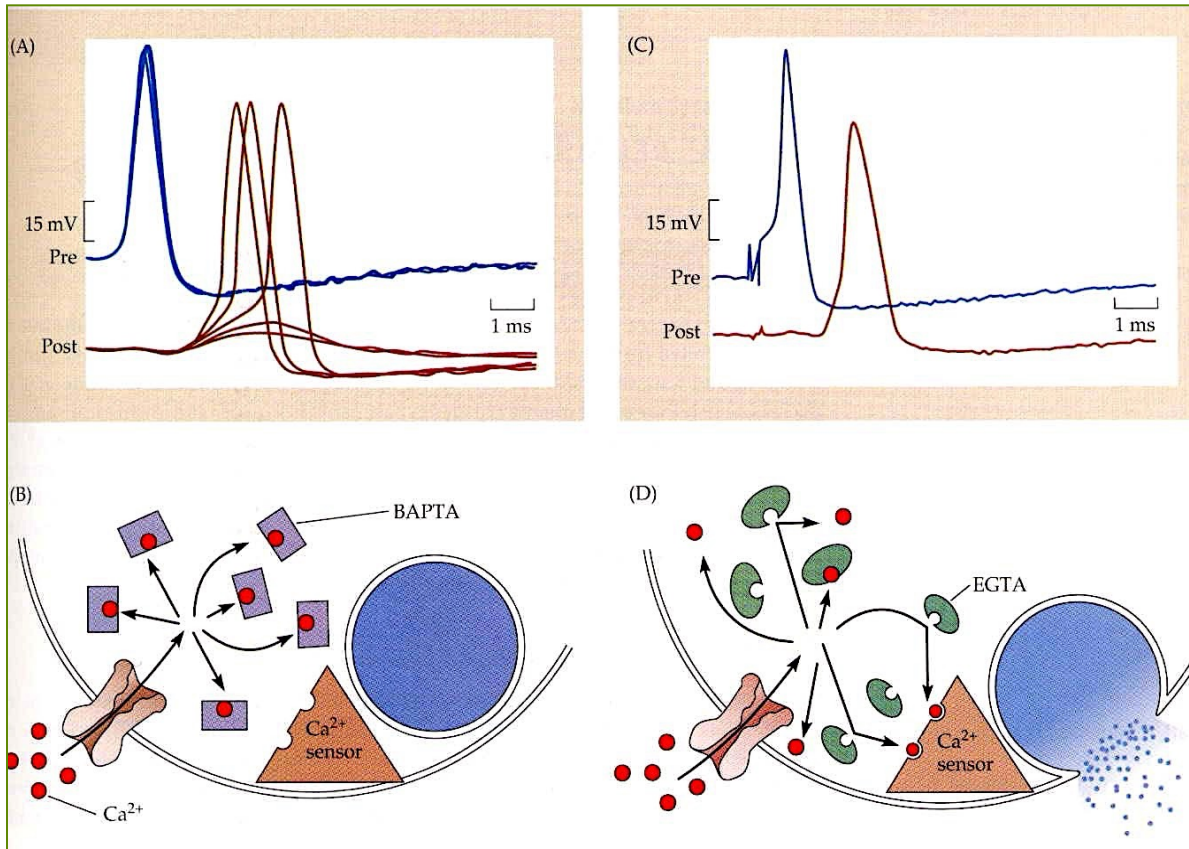 (A)
15 mV
Pre
Post
1 ms
(C)
15 mV
Pre
Post
1 ms
(B)
BAPTA
Ca2+
sensor
Ca2+
(D)
EGTA
Ca2+
sensor